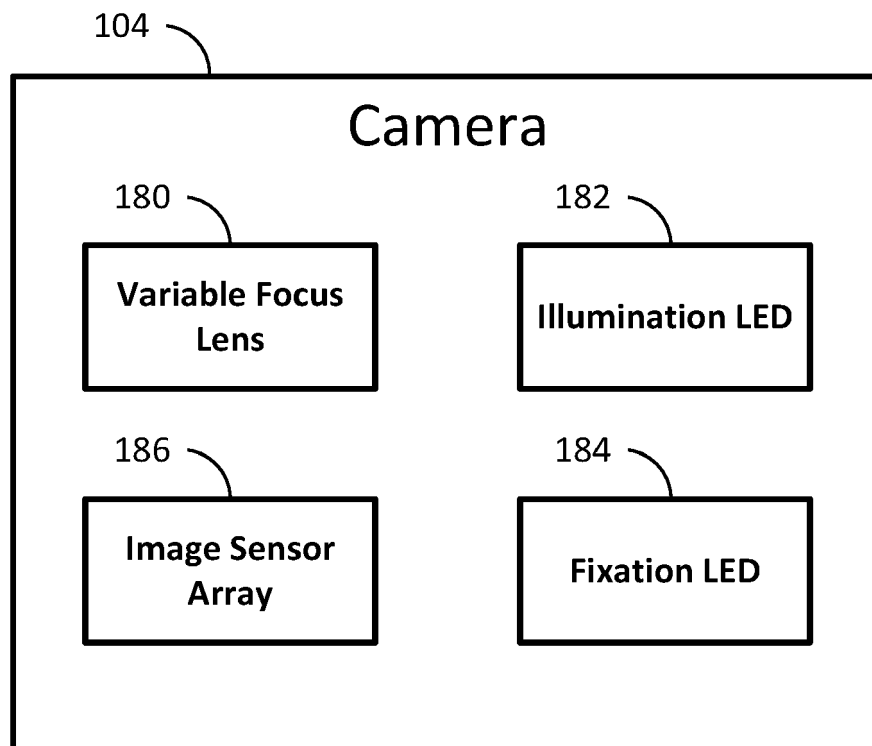 104
Camera
180
Variable Focus
Lens
182
Illumination LED
186
Image Sensor
Array
184
Fixation LED